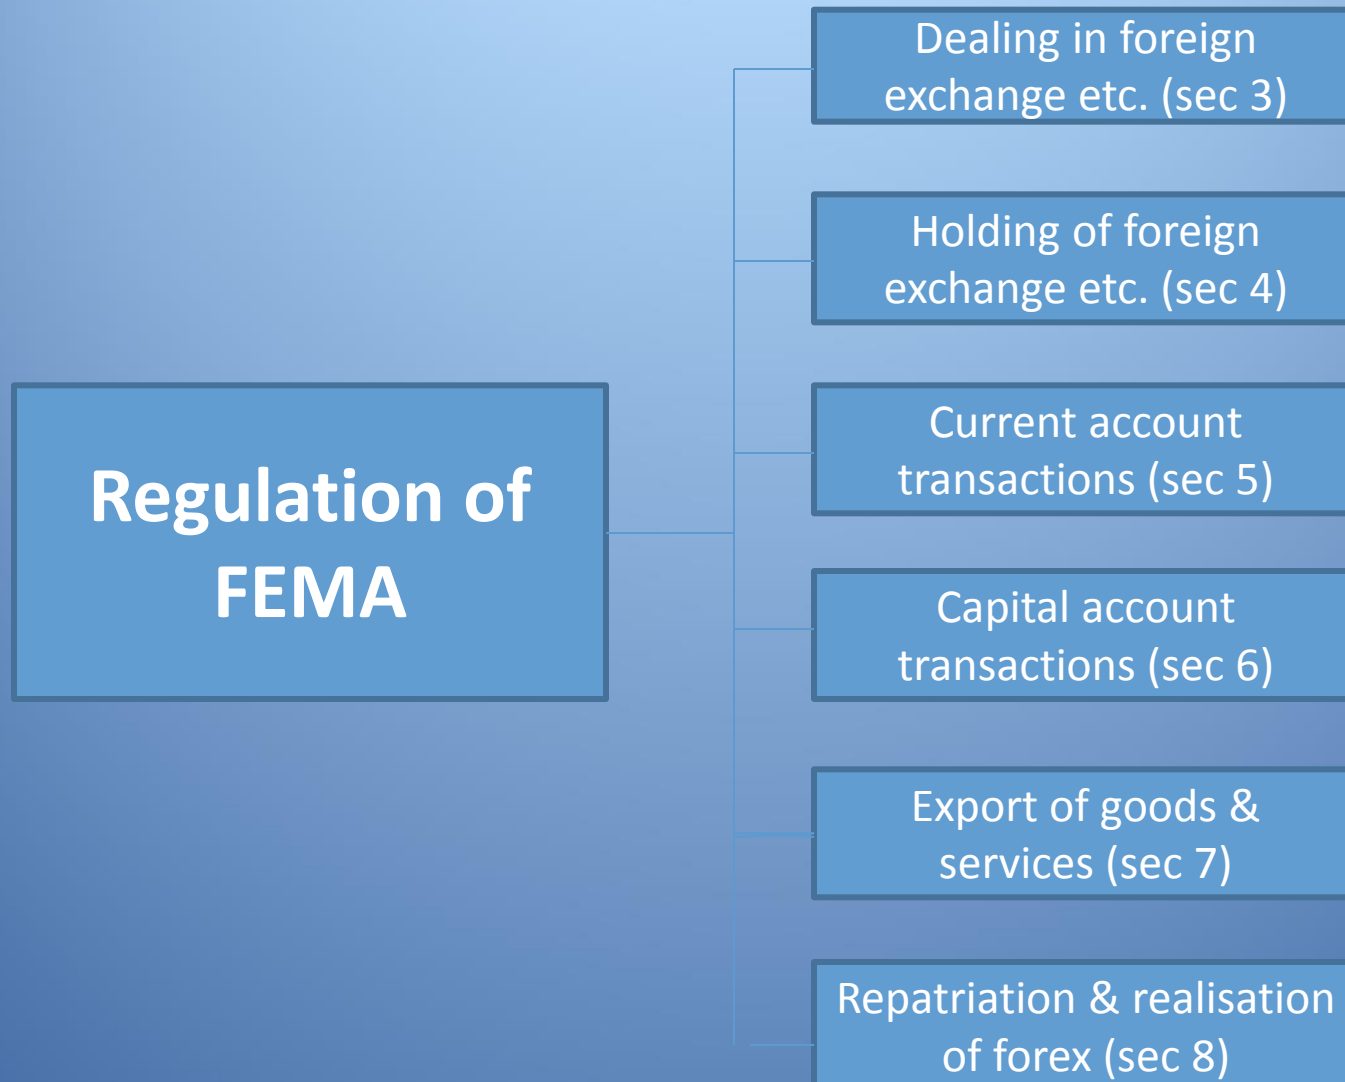 Dealing in foreign
exchange etc. (sec 3)
Holding of foreign
exchange etc. (sec 4)
Current account
transactions (sec 5)
Regulation of
FEMA
Capital account
transactions (sec 6)
Export of goods &
services (sec 7)
Repatriation & realisation
of forex (sec 8)